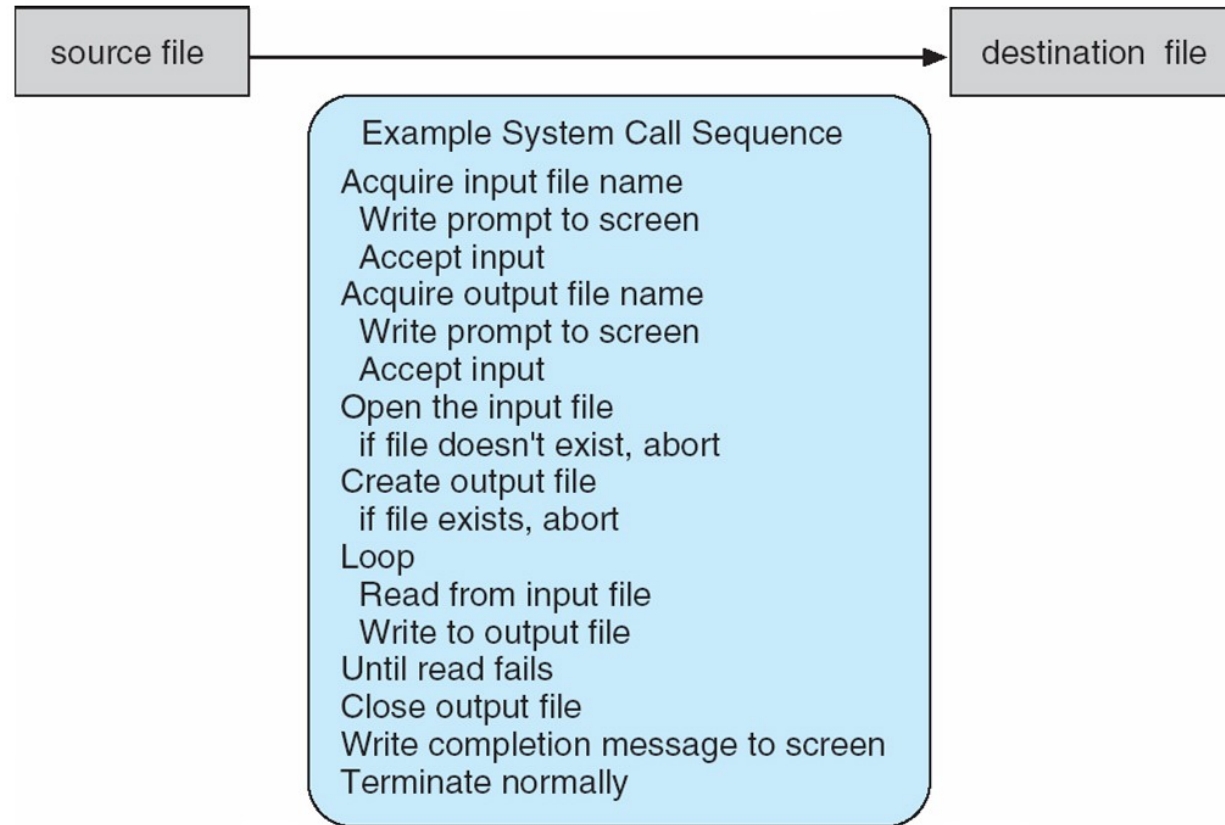 source file
destination file
Example System Call Sequence
Acquire input file name
Write prompt to screen
Accept input
Acquire output file name
Write prompt to screen
Accept input
Open the input file
if file doesn't exist, abort
Create output file
if file exists, abort
Loop
Read from input file
Write to output file
Until read fails
Close output file
Write completion message to screen
Terminate normally